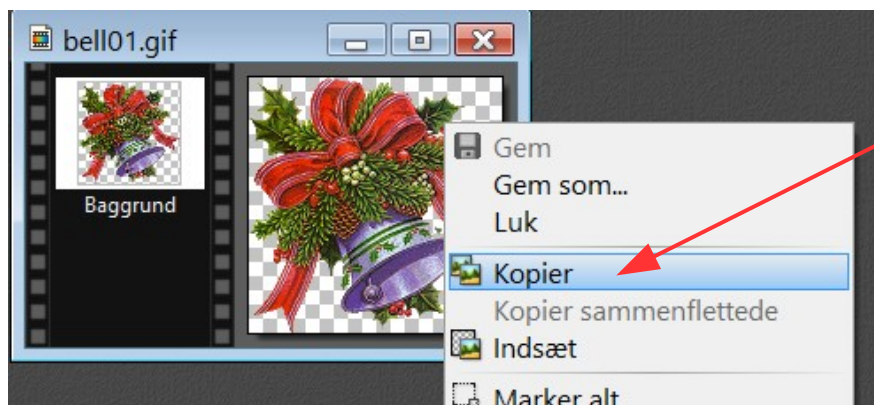 bell01.gif
Baggrund
Gem
Gem som...
Luk
Kopier
Kopier sammenflettede
Indsæt
Marker alt